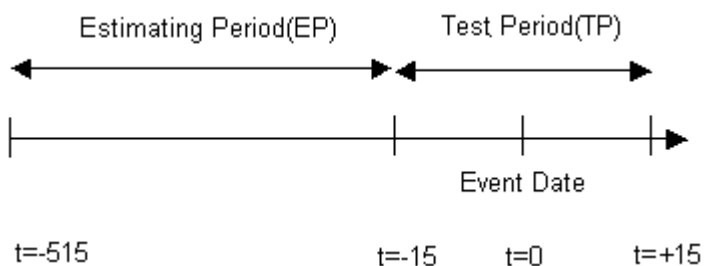 Estimating Period(EP)
Test Period(TP)
Event Date
t=-515
t=-15
t=0
t=+15